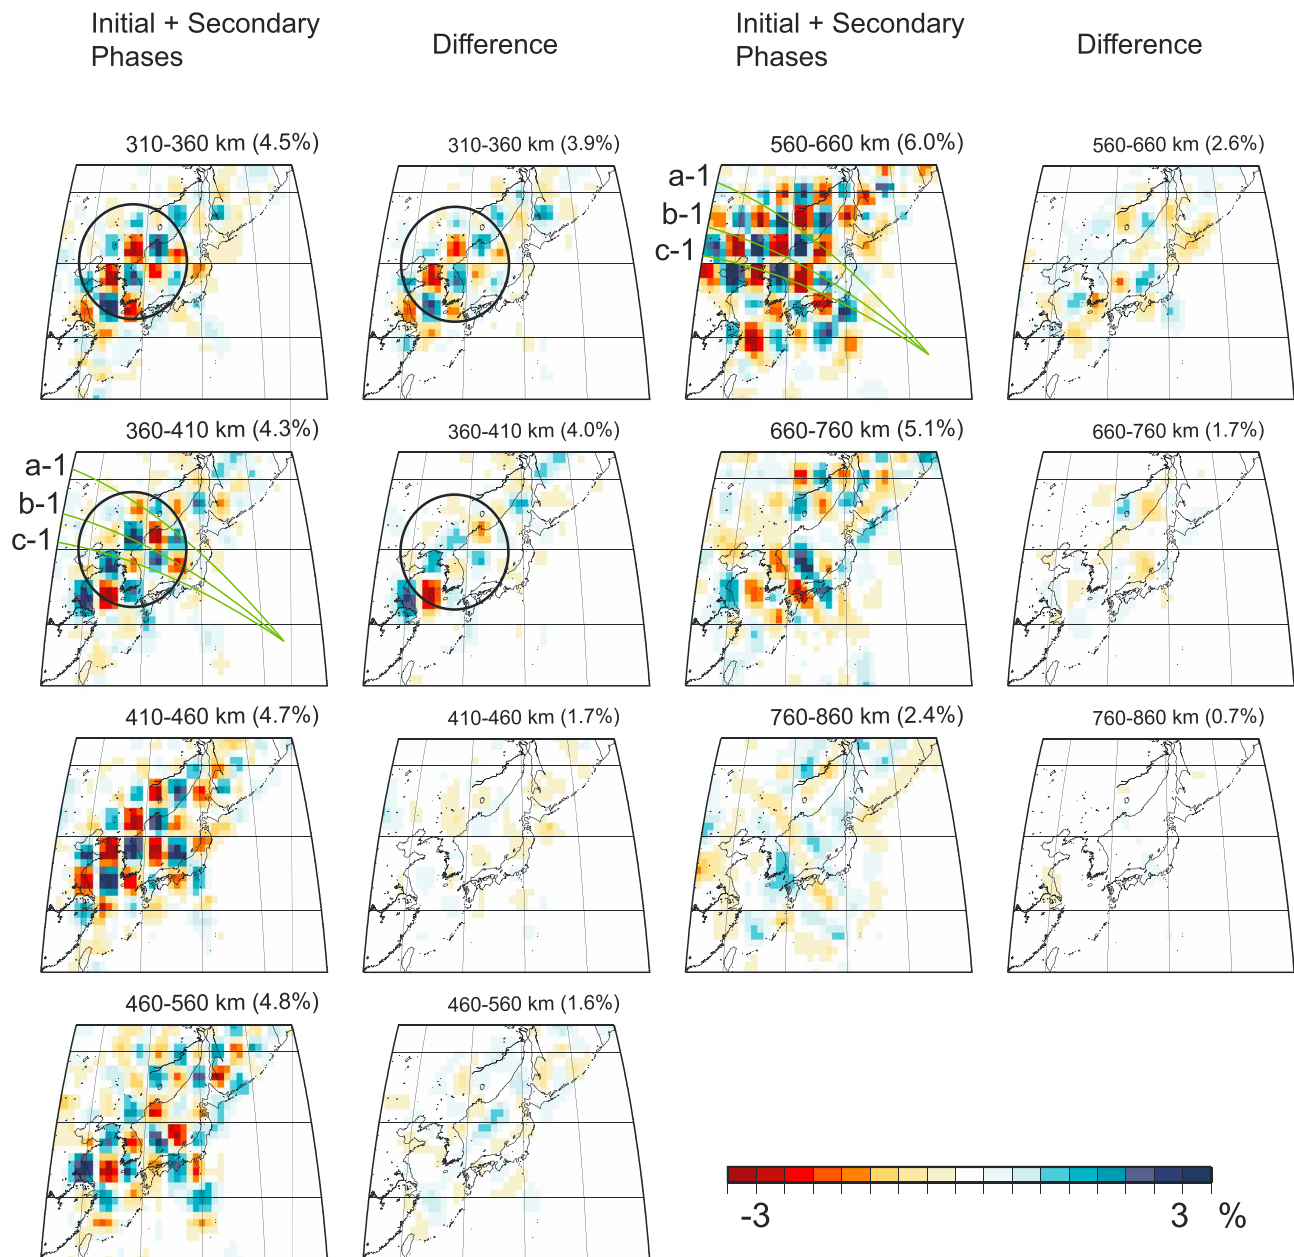 Initial + Secondary
Phases
Difference
Initial + Secondary
Phases
Difference
310-360 km (4.5%)
310-360 km (3.9%)
560-660 km (6.0%)
560-660 km (2.6%)
a-1
b-1
c-1
360-410 km (4.3%)
360-410 km (4.0%)
660-760 km (5.1%)
660-760 km (1.7%)
a-1
b-1
c-1
410-460 km (4.7%)
410-460 km (1.7%)
760-860 km (2.4%)
760-860 km (0.7%)
460-560 km (4.8%)
460-560 km (1.6%)
-3
3 %